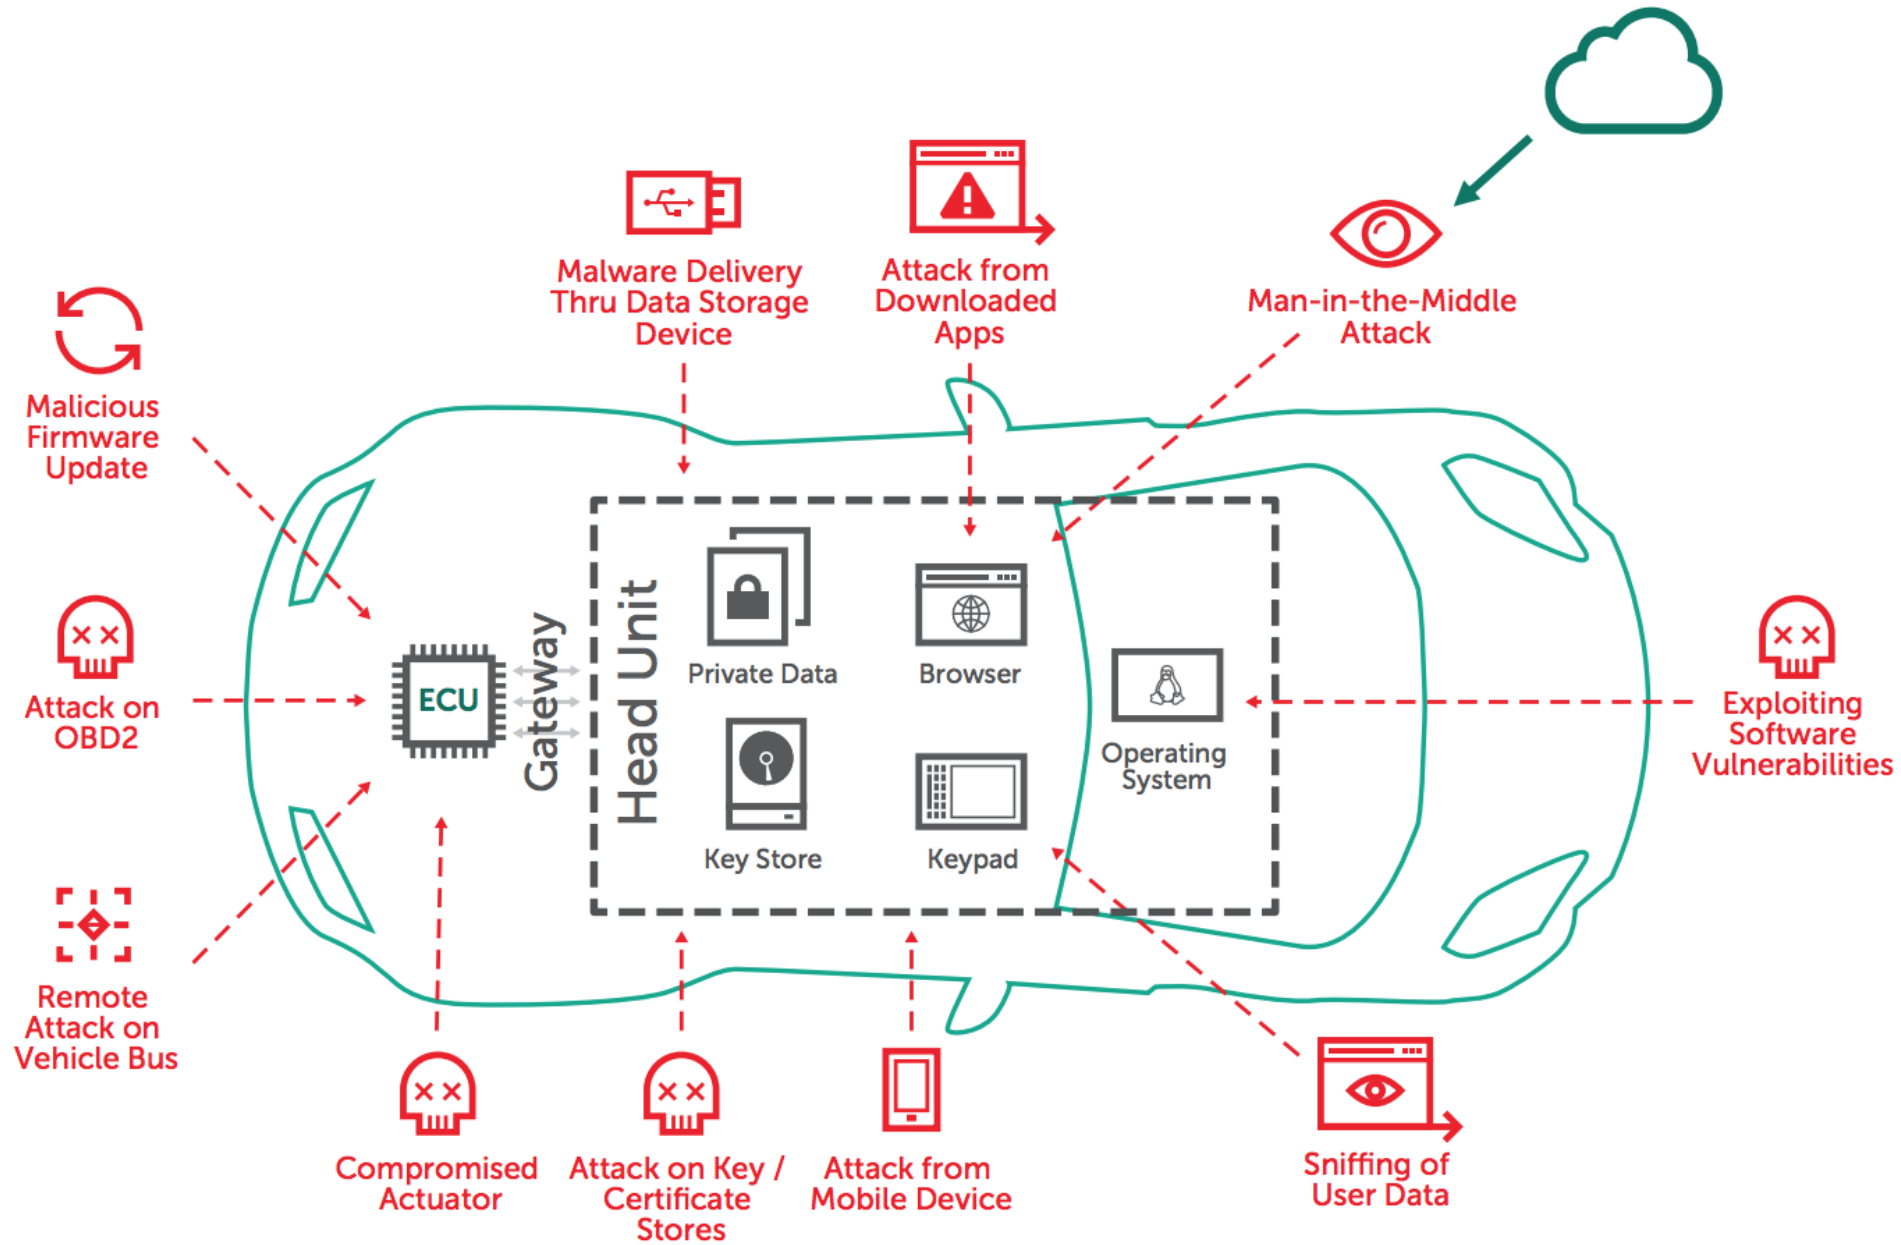 Malware Delivery
Thru Data Storage
Device
Attack from
Downloaded
Apps
Man-in-the-Middle
Attack
Malicious
Firmware
Update
Attack on
OBD2
Remote
Attack on
Vehicle Bus
ECU
Gateway
Head Unit
Private Data
Browser
Key Store
Keypad
Operating
System
Exploiting
Software
Vulnerabilities
Compromised
Actuator
Attack on Key /
Certificate
Stores
Attack from
Mobile Device
Sniffing of
User Data